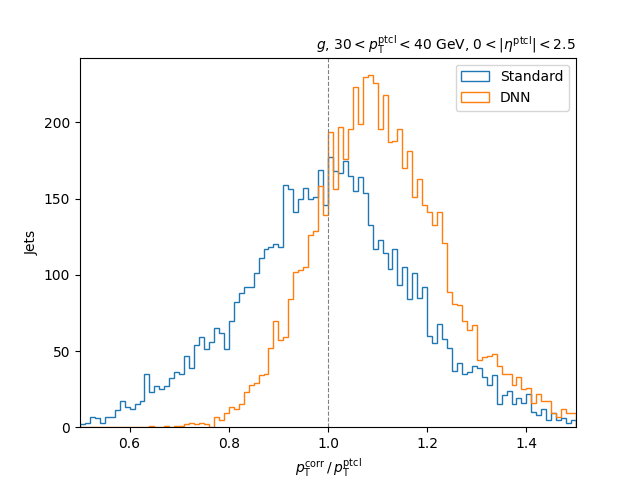 g, 30 < p_T^ptcl < 40 GeV, 0 < |η^ptcl| < 2.5
Standard
DNN
Jets
200
150
100
50
0
0.6 0.8 1.0 1.2 1.4
p_T^corr / p_T^ptcl